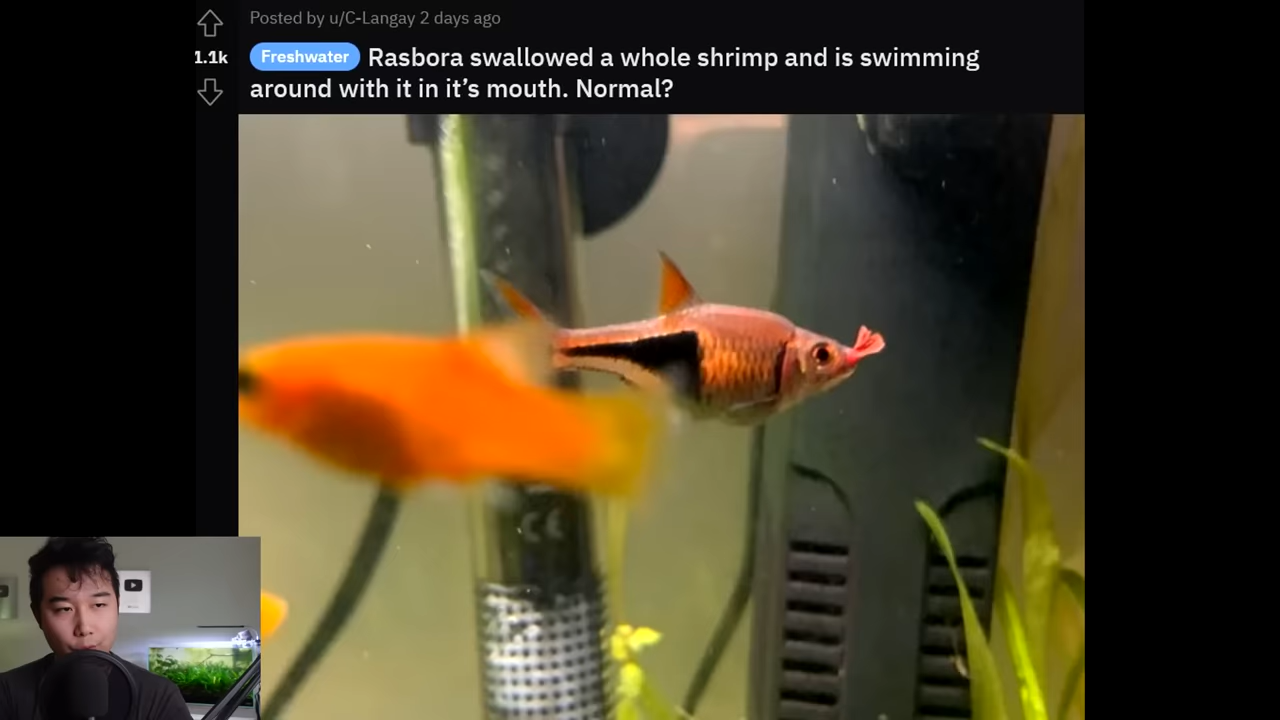 Posted by u/C-Langay 2 days ago
1.1k
Freshwater Rasbora swallowed a whole shrimp and is swimming
around with it in it’s mouth. Normal?
CE